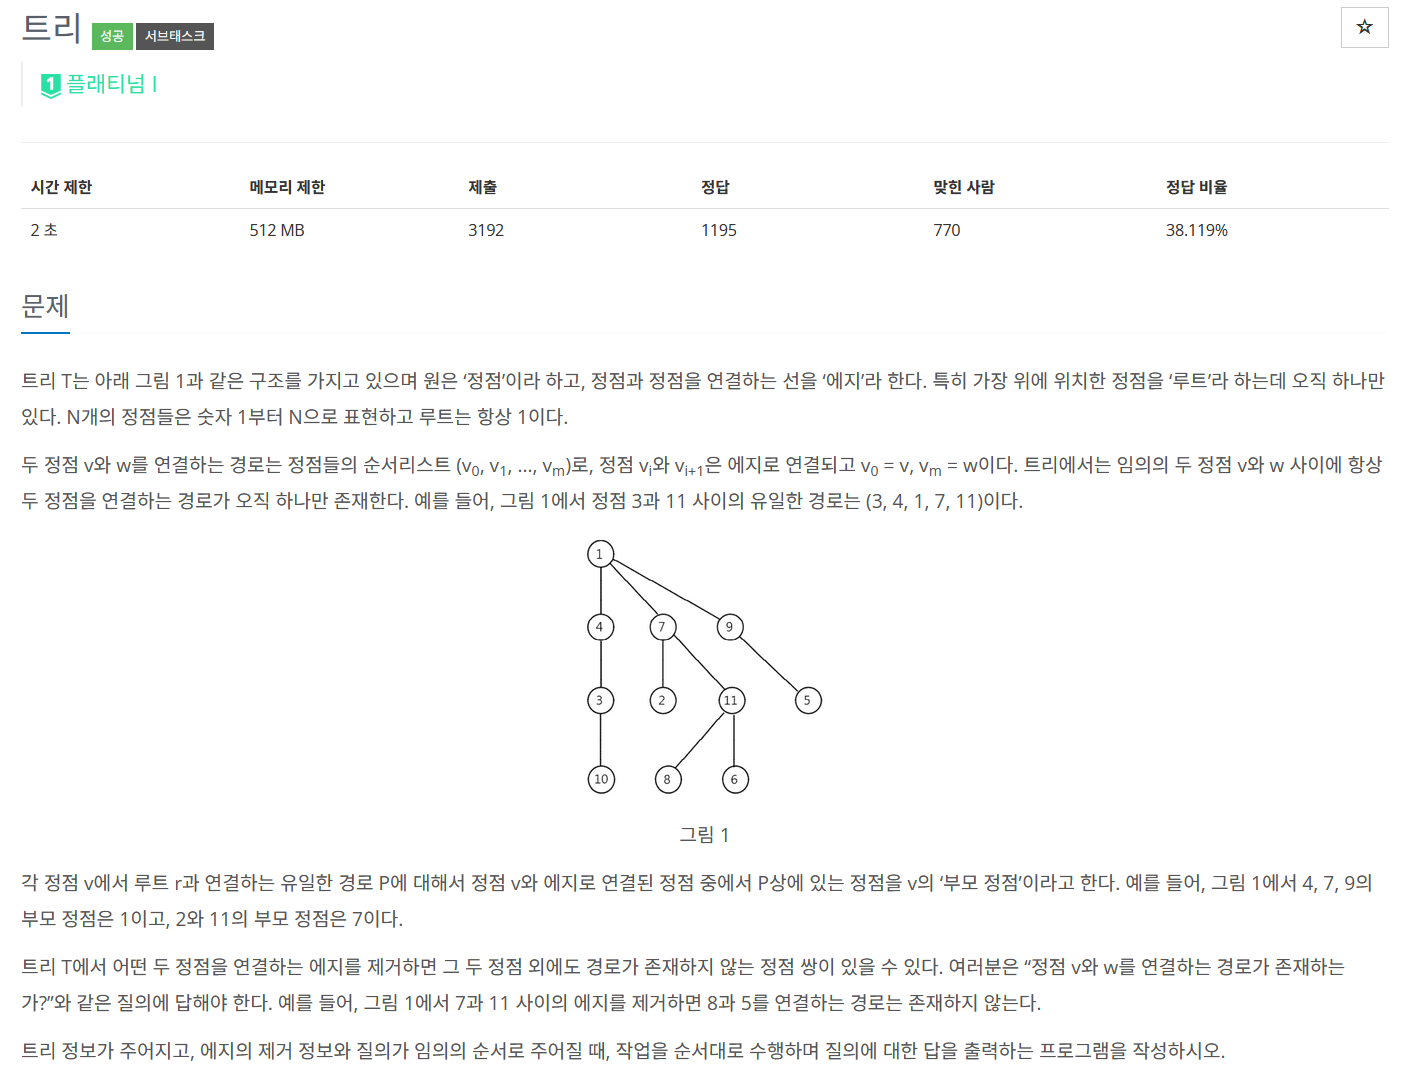 트리 성공 서브태스크
☆
1 플래티넘 I
시간 제한 메모리 제한 제출 정답 맞힌 사람 정답 비율
2 초 512 MB 3192 1195 770 38.119%
문제
트리 T는 아래 그림 1과 같은 구조를 가지고 있으며 원은 ‘정점’이라 하고, 정점과 정점을 연결하는 선을 ‘에지’라 한다. 특히 가장 위에 위치한 정점을 ‘루트’라 하는데 오직 하나만
있다. N개의 정점들은 숫자 1부터 N으로 표현하고 루트는 항상 1이다.
두 정점 v와 w를 연결하는 경로는 정점들의 순서리스트 (v0, v1, ..., vm)로, 정점 vi와 vi+1은 에지로 연결되고 v0 = v, vm = w이다. 트리에서는 임의의 두 정점 v와 w 사이에 항상
두 정점을 연결하는 경로가 오직 하나만 존재한다. 예를 들어, 그림 1에서 정점 3과 11 사이의 유일한 경로는 (3, 4, 1, 7, 11)이다.
1
4 7 9
3 2 11 5
10 8 6
그림 1
각 정점 v에서 루트 r과 연결하는 유일한 경로 P에 대해서 정점 v와 에지로 연결된 정점 중에서 P상에 있는 정점을 v의 ‘부모 정점’이라고 한다. 예를 들어, 그림 1에서 4, 7, 9의
부모 정점은 1이고, 2와 11의 부모 정점은 7이다.
트리 T에서 어떤 두 정점을 연결하는 에지를 제거하면 그 두 정점 외에도 경로가 존재하지 않는 정점 쌍이 있을 수 있다. 여러분은 “정점 v와 w를 연결하는 경로가 존재하는
가?”와 같은 질의에 답해야 한다. 예를 들어, 그림 1에서 7과 11 사이의 에지를 제거하면 8과 5를 연결하는 경로는 존재하지 않는다.
트리 정보가 주어지고, 에지의 제거 정보와 질의가 임의의 순서로 주어질 때, 작업을 순서대로 수행하며 질의에 대한 답을 출력하는 프로그램을 작성하시오.